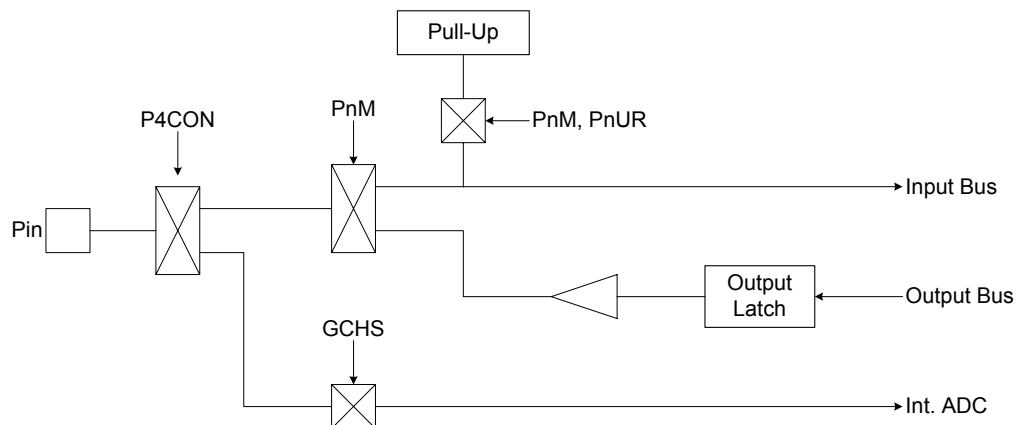 Pull-Up
P4CON
PnM
PnM, PnUR
Input Bus
Pin
Output
Latch
Output Bus
GCHS
Int. ADC